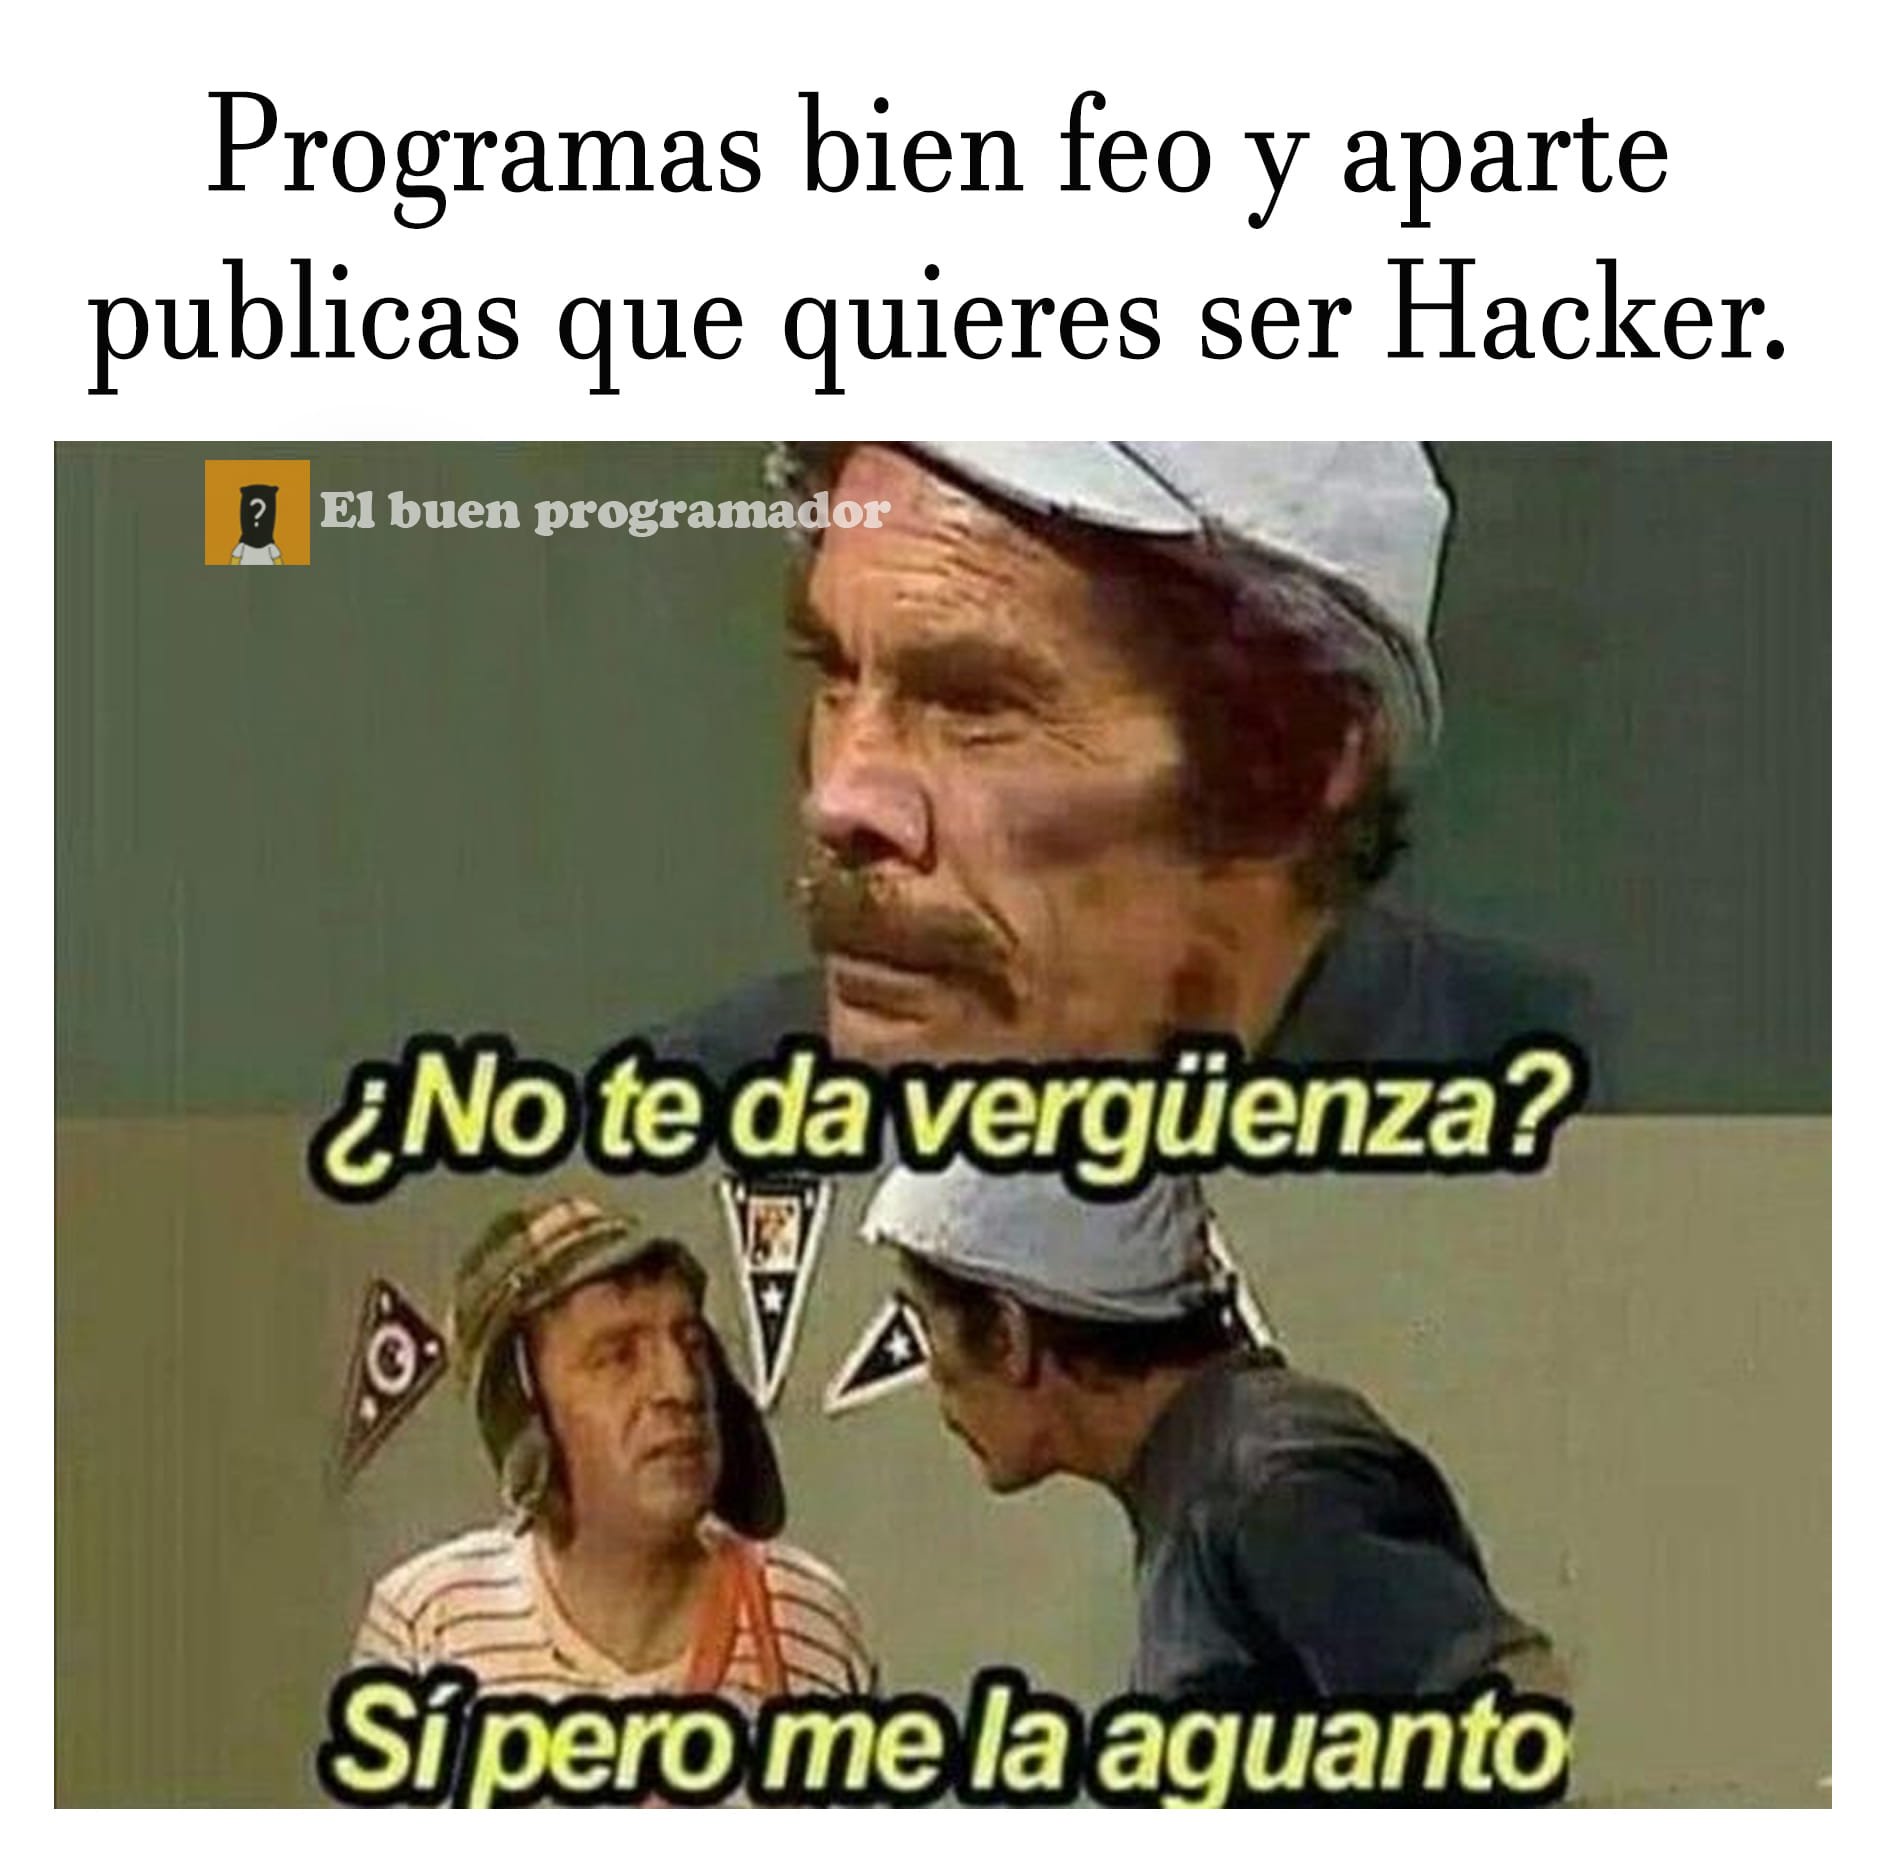 Programas bien feo y aparte
publicas que quieres ser Hacker.
?
El buen programador
¿No te da vergüenza?
Sí pero me la aguanto